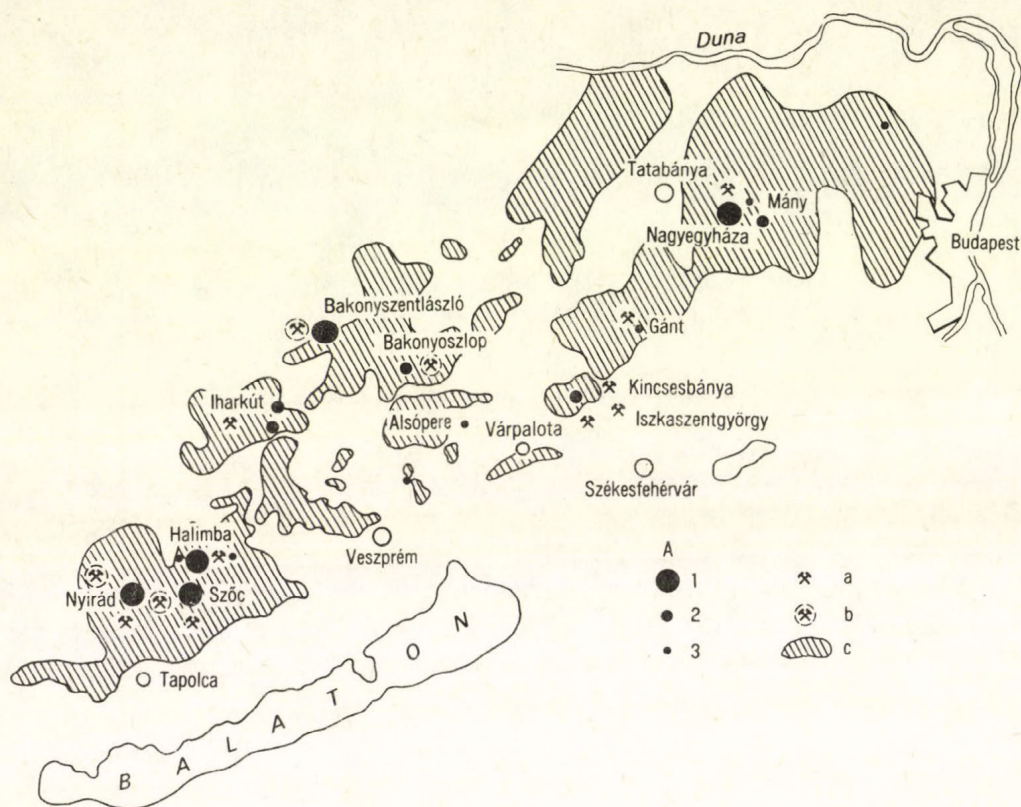 Duna
Tatabánya
Mány
Nagyegyháza
Budapest
Bakonyszentlászló
Bakonyoszlop
Gánt
Iharkút
Kincsesbánya
Alsópere
Várpalota
Iszkaszentgyörgy
Székesfehérvár
Halimba
A
Veszprém
Nyirád
Szőc
Tapolca
BALATON
A
1 a
2 b
3 c